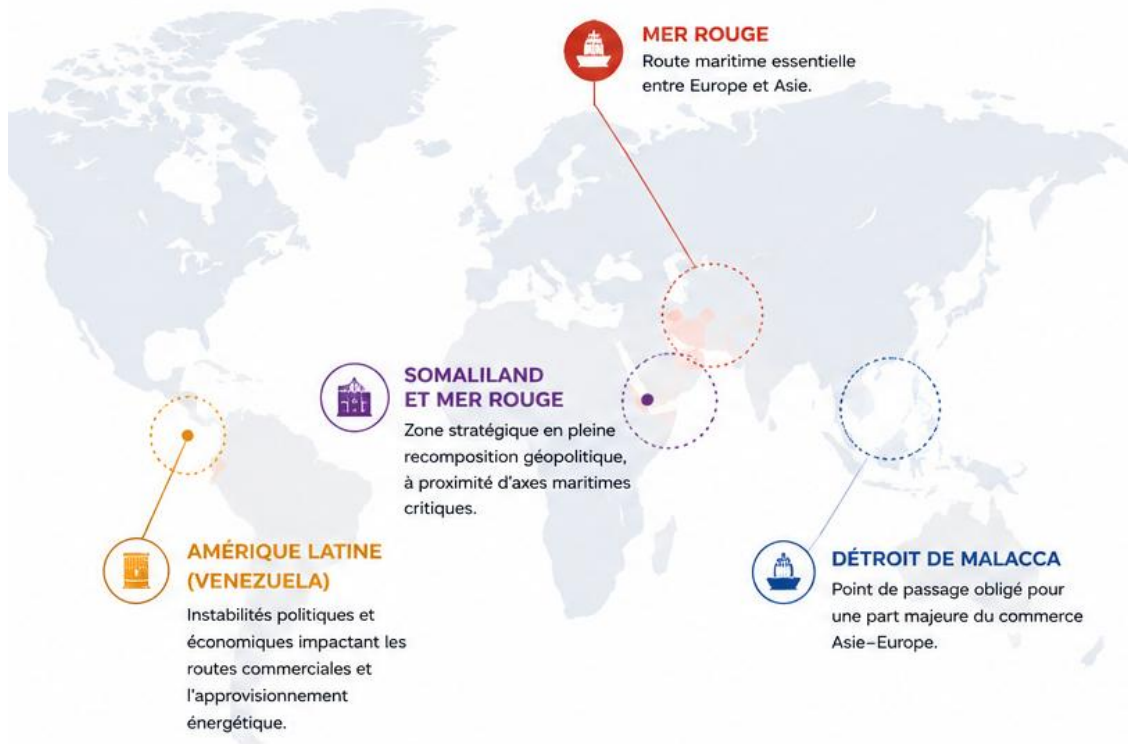 MER ROUGE
Route maritime essentielle
entre Europe et Asie.
SOMALILAND
ET MER ROUGE
Zone stratégique en pleine
recomposition géopolitique,
à proximité d'axes maritimes
critiques.
AMÉRIQUE LATINE
(VENEZUELA)
Instabilités politiques et
économiques impactant les
routes commerciales et
l'approvisionnement
énergétique.
DÉTROIT DE MALACCA
Point de passage obligé pour
une part majeure du commerce
Asie–Europe.